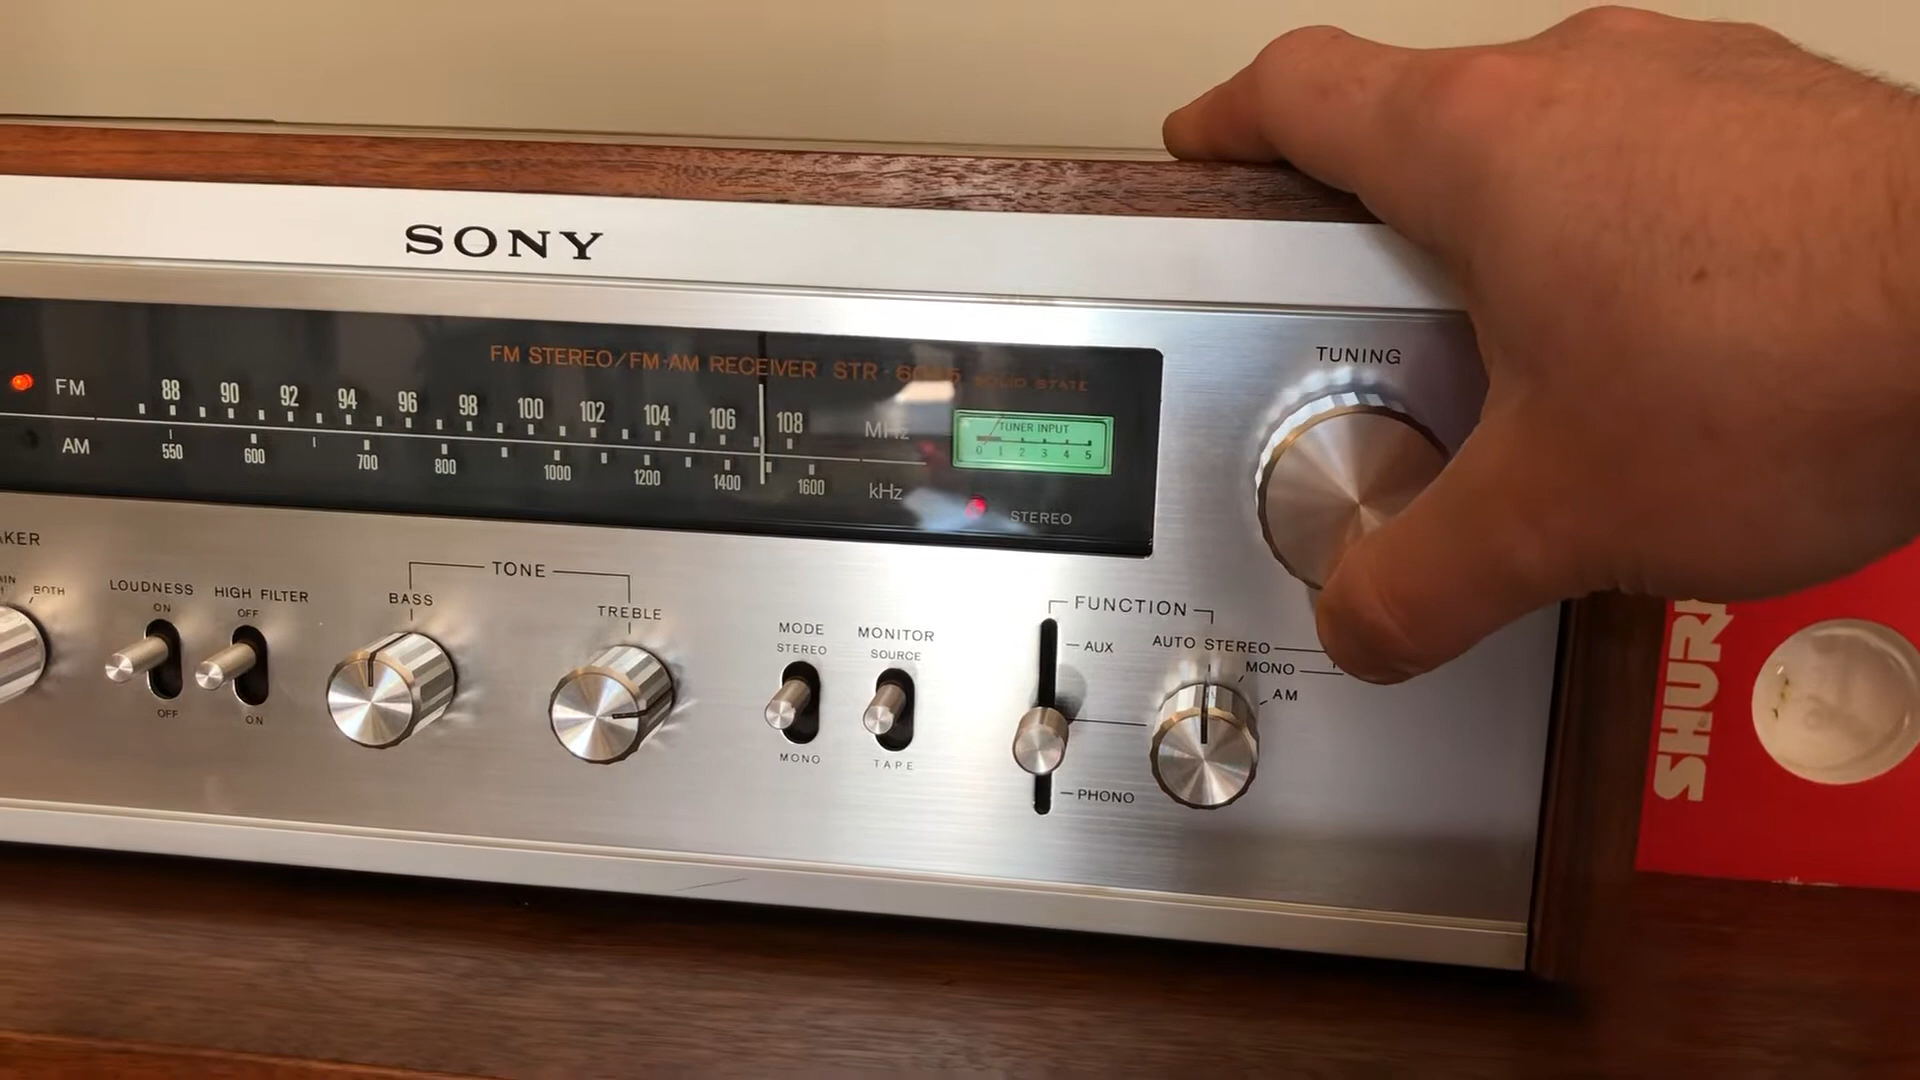 SONY
FM STEREO/FM-AM RECEIVER STR- SOLID STATE
TUNING
FM 88 90 92 94 96 98 100 102 104 106 108 MHz
TUNER INPUT
0 1 2 3 4 5
AM 550 600 700 800 1000 1200 1400 1600 kHz
STEREO
BOTH
LOUDNESS
ON
OFF
HIGH FILTER
OFF
ON
TONE
BASS
TREBLE
MODE
STEREO
MONO
MONITOR
SOURCE
TAPE
FUNCTION
AUX
PHONO
AUTO STEREO
MONO
AM
SHURE